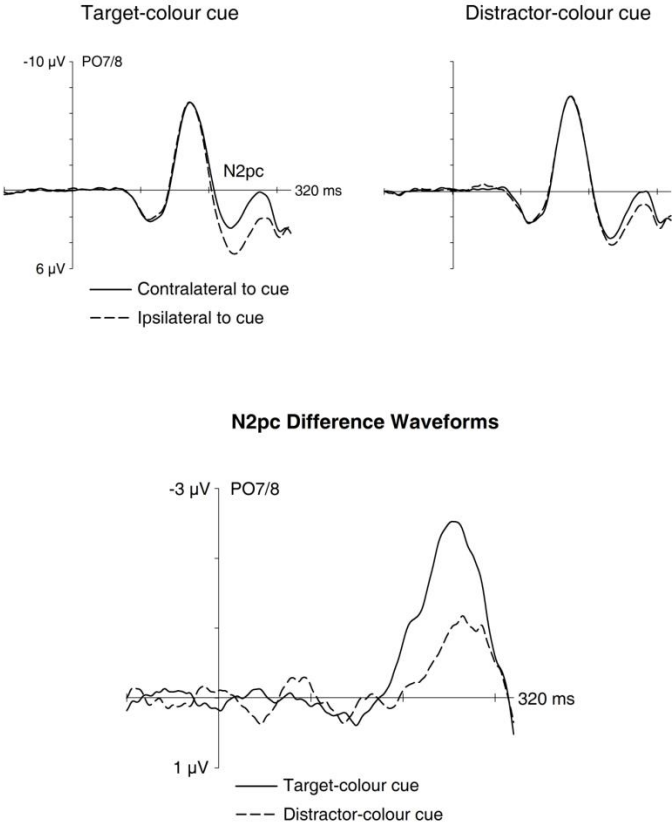 Target-colour cue
Distractor-colour cue
-10 µV PO7/8
N2pc
320 ms
6 µV
Contralateral to cue
Ipsilateral to cue
N2pc Difference Waveforms
-3 µV PO7/8
320 ms
1 µV
Target-colour cue
Distractor-colour cue